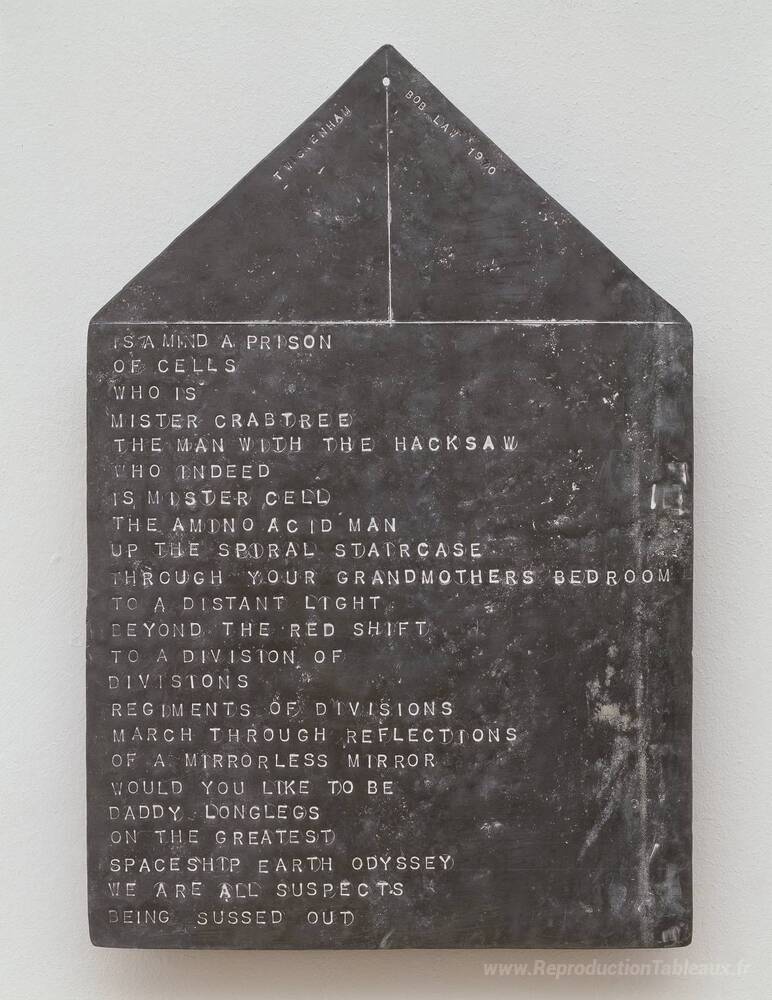 TWICKENHAM
BOB LAW 1970
IS A MIND A PRISON
OF CELLS
WHO IS
MISTER CRABTREE
THE MAN WITH THE HACKSAW
WHO INDEED
IS MISTER CELL
THE AMINO ACID MAN
UP THE SPIRAL STAIRCASE
THROUGH YOUR GRANDMOTHERS BEDROOM
TO A DISTANT LIGHT
BEYOND THE RED SHIFT
TO A DIVISION OF
DIVISIONS
REGIMENTS OF DIVISIONS
MARCH THROUGH REFLECTIONS
OF A MIRRORLESS MIRROR
WOULD YOU LIKE TO BE
DADDY LONGLEGS
ON THE GREATEST
SPACESHIP EARTH ODYSSEY
WE ARE ALL SUSPECTS
BEING SUSSED OUT
www.ReproductionTableaux.fr